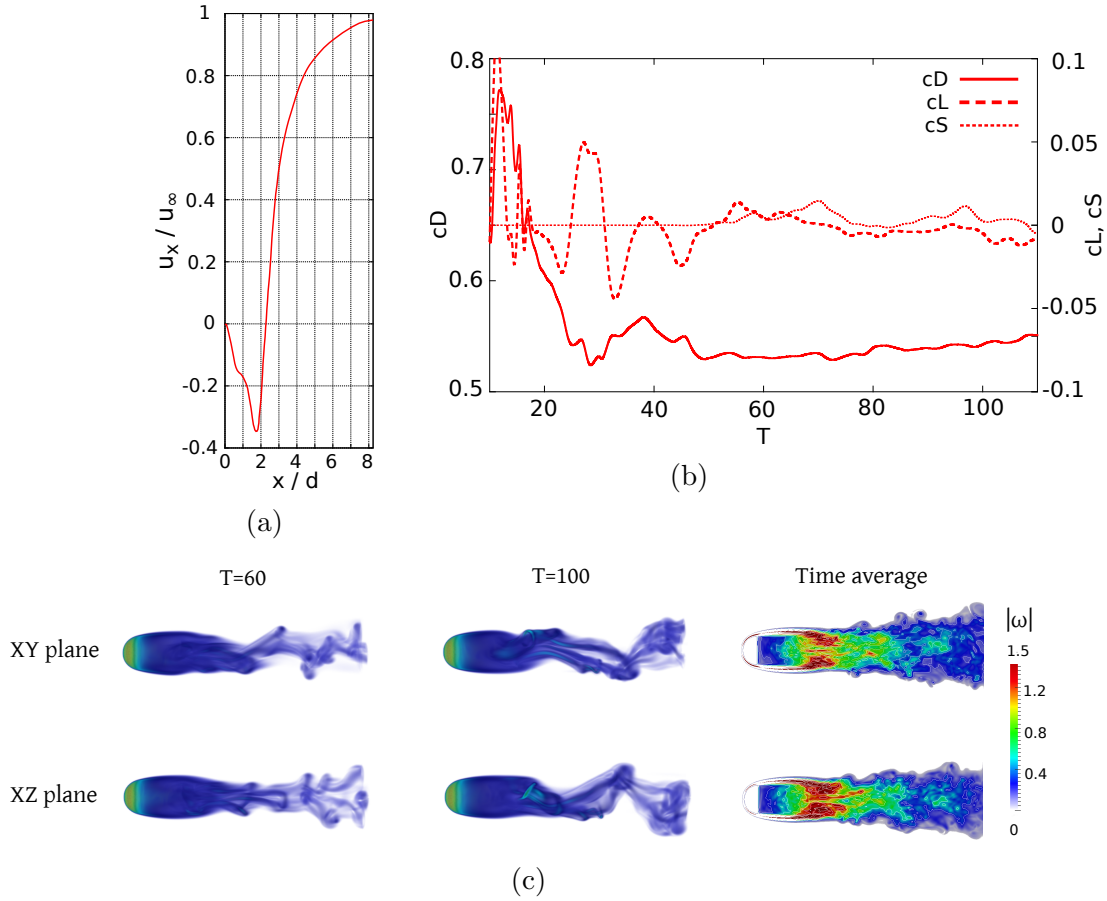 1
0.8
0.6
0.4
0.2
0
-0.2
-0.4
u_x / u_∞
0 2 4 6 8
x / d
(a)
0.8
0.7
0.6
0.5
cD
cD
cL
cS
0.1
0.05
0
-0.05
-0.1
cL, cS
20 40 60 80 100
T
(b)
T=60 T=100 Time average
XY plane
XZ plane
|ω|
1.5
1.2
0.8
0.4
0
(c)